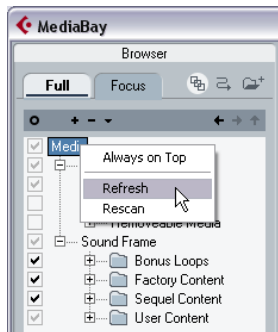 MediaBay
Browser
Full Focus
Media
Always on Top
Refresh
Rescan
Removeable Media
Sound Frame
Bonus Loops
Factory Content
Sequel Content
User Content